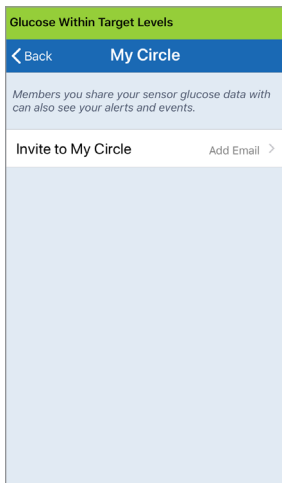 Glucose Within Target Levels
Back My Circle
Members you share your sensor glucose data with
can also see your alerts and events.
Invite to My Circle Add Email